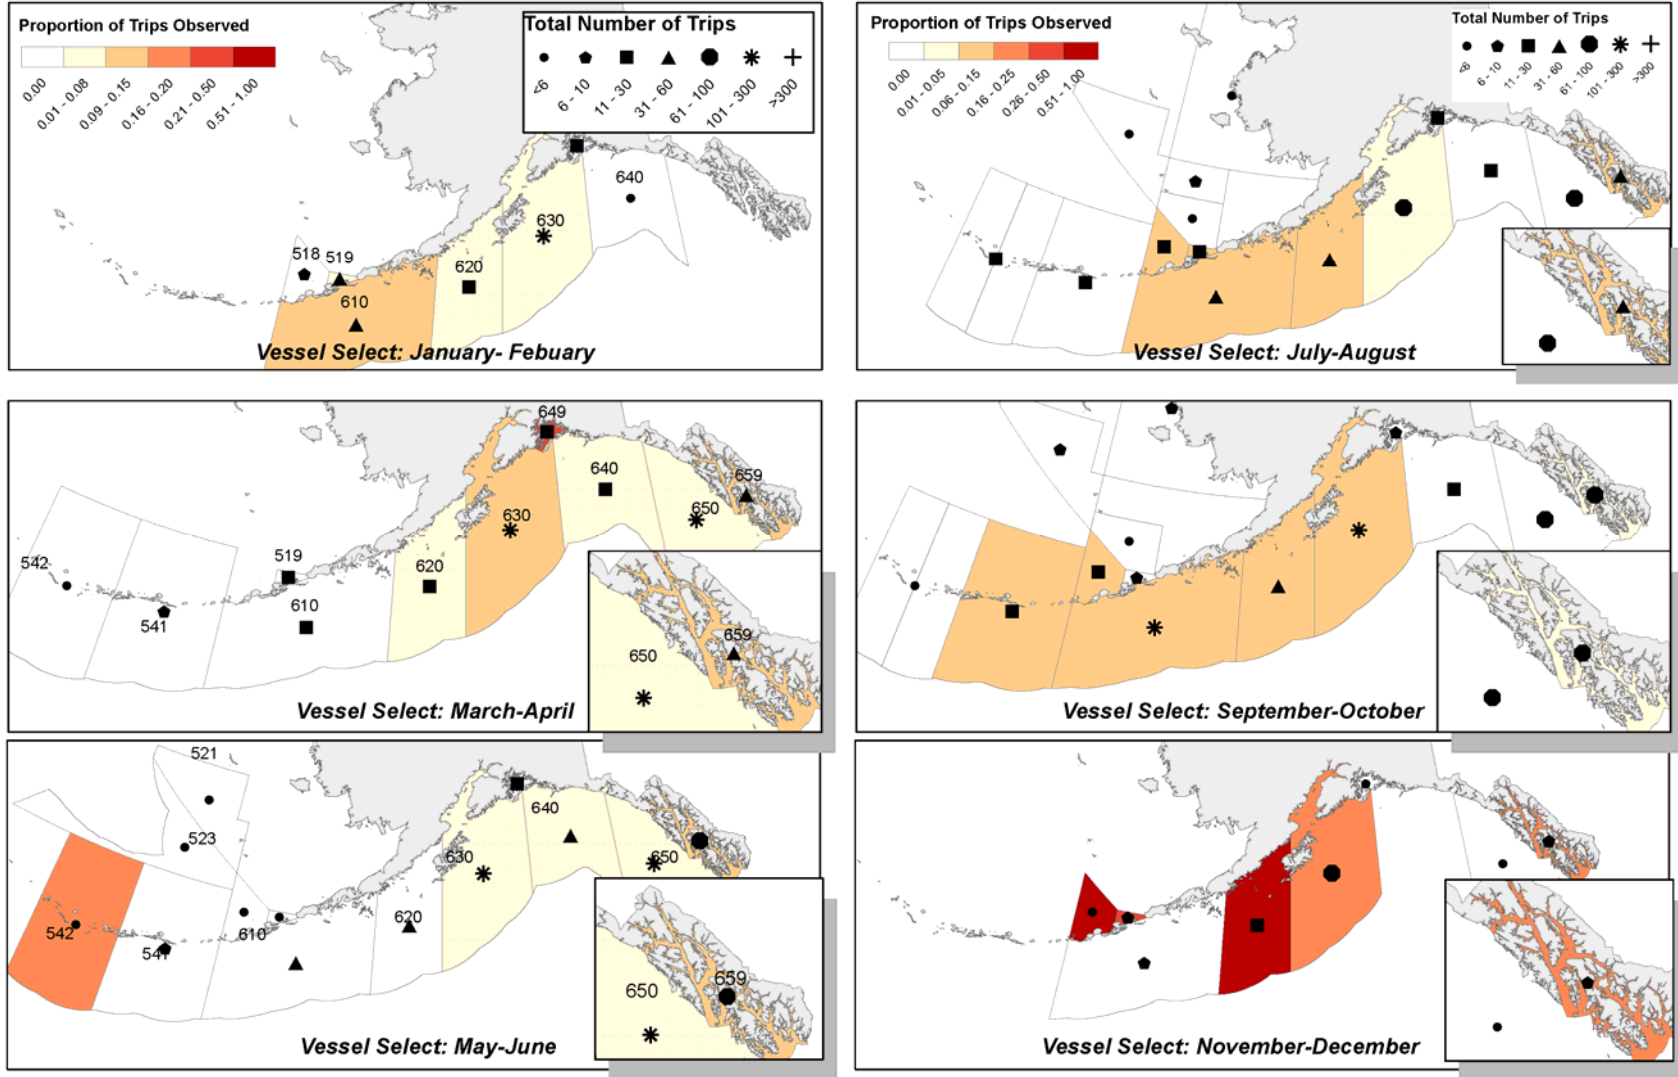 Proportion of Trips Observed
0.00
0.01 - 0.08
0.09 - 0.15
0.16 - 0.20
0.21 - 0.50
0.51 - 1.00
Total Number of Trips
<6
6 - 10
11 - 30
31 - 60
61 - 100
101 - 300
>300
640
630
518
519
620
610
Vessel Select: January- Febuary
Proportion of Trips Observed
0.00
0.01 - 0.05
0.06 - 0.15
0.16 - 0.25
0.26 - 0.50
0.51 - 1.00
Total Number of Trips
<6
6 - 10
11 - 30
31 - 60
61 - 100
101 - 300
>300
Vessel Select: July-August
649
640
659
650
630
519
542
620
610
541
659
650
Vessel Select: March-April
Vessel Select: September-October
521
523
640
630
650
620
542
610
541
659
650
Vessel Select: May-June
Vessel Select: November-December